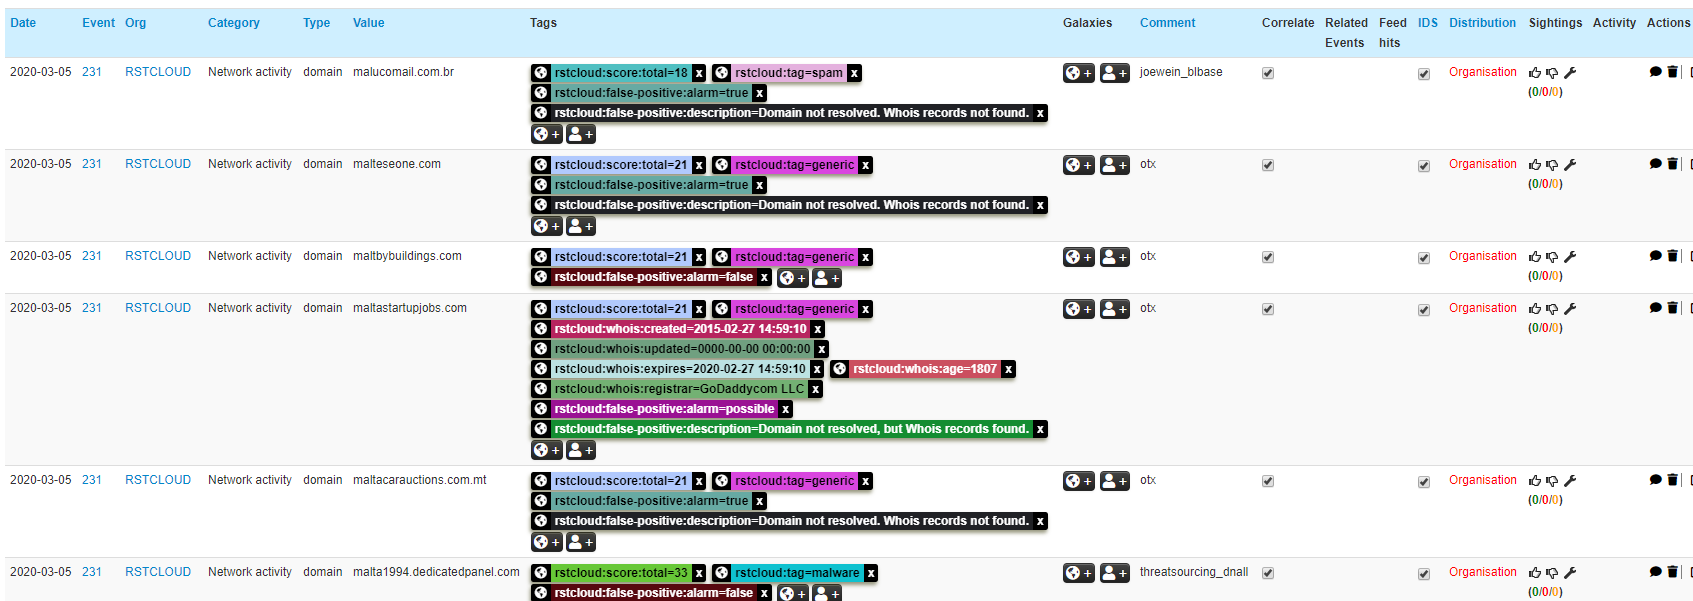 Date Event Org Category Type Value Tags Galaxies Comment Correlate Related Events Feed hits IDS Distribution Sightings Activity Actions
2020-03-05 231 RSTCLOUD Network activity domain malucomail.com.br rstcloud:score:total=18 x rstcloud:tag=spam x + + joewein_blbase Organisation
rstcloud:false-positive:alarm=true x (0/0/0)
rstcloud:false-positive:description=Domain not resolved. Whois records not found. x
+ +
2020-03-05 231 RSTCLOUD Network activity domain malteseone.com rstcloud:score:total=21 x rstcloud:tag=generic x + + otx Organisation
rstcloud:false-positive:alarm=true x (0/0/0)
rstcloud:false-positive:description=Domain not resolved. Whois records not found. x
+ +
2020-03-05 231 RSTCLOUD Network activity domain maltbybuildings.com rstcloud:score:total=21 x rstcloud:tag=generic x + + otx Organisation
rstcloud:false-positive:alarm=false x + + (0/0/0)
2020-03-05 231 RSTCLOUD Network activity domain maltastartupjobs.com rstcloud:score:total=21 x rstcloud:tag=generic x + + otx Organisation
rstcloud:whois:created=2015-02-27 14:59:10 x (0/0/0)
rstcloud:whois:updated=0000-00-00 00:00:00 x
rstcloud:whois:expires=2020-02-27 14:59:10 x rstcloud:whois:age=1807 x
rstcloud:whois:registrar=GoDaddycom LLC x
rstcloud:false-positive:alarm=possible x
rstcloud:false-positive:description=Domain not resolved, but Whois records found. x
+ +
2020-03-05 231 RSTCLOUD Network activity domain maltacarauctions.com.mt rstcloud:score:total=21 x rstcloud:tag=generic x + + otx Organisation
rstcloud:false-positive:alarm=true x (0/0/0)
rstcloud:false-positive:description=Domain not resolved. Whois records not found. x
+ +
2020-03-05 231 RSTCLOUD Network activity domain malta1994.dedicatedpanel.com rstcloud:score:total=33 x rstcloud:tag=malware x + + threatsourcing_dnall Organisation
rstcloud:false-positive:alarm=false x + + (0/0/0)